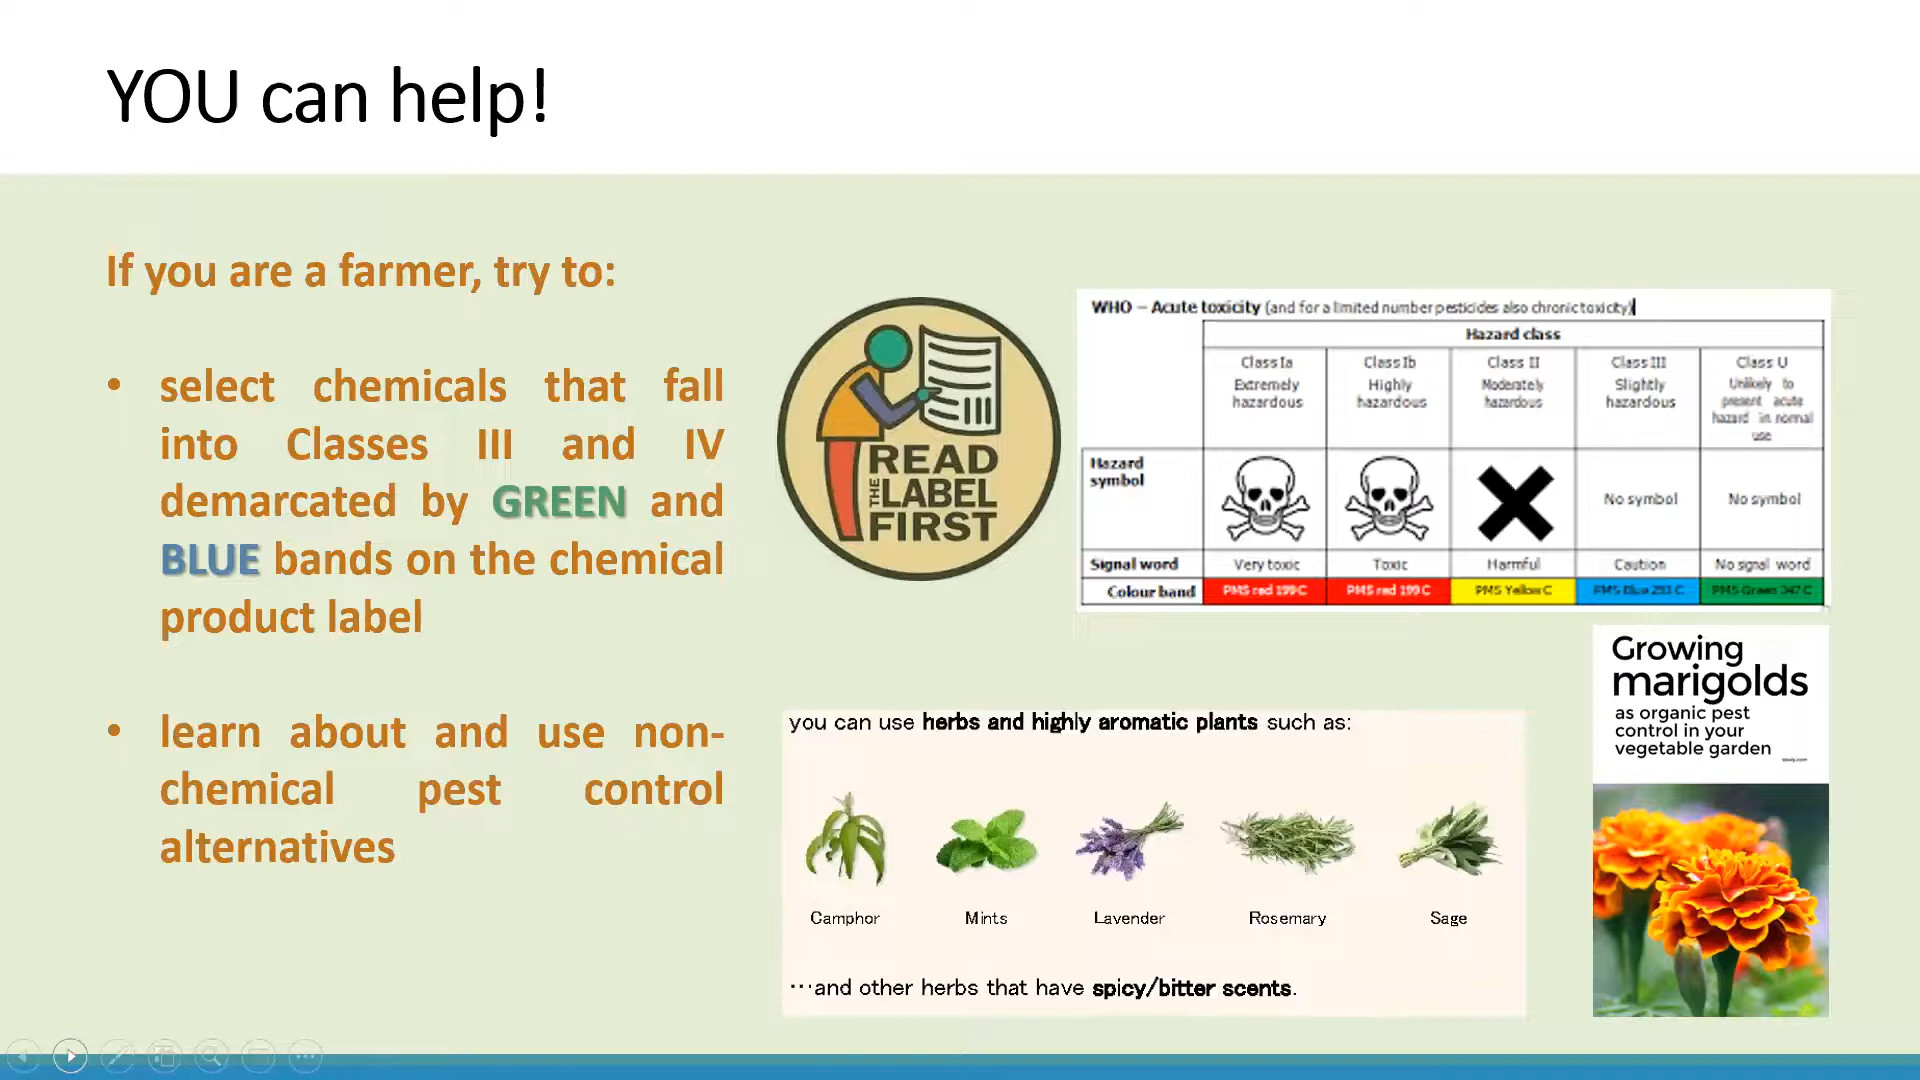 YOU can help!
If you are a farmer, try to:
• select chemicals that fall
into Classes III and IV
demarcated by GREEN and
BLUE bands on the chemical
product label
• learn about and use non-
chemical pest control
alternatives
READ
THE LABEL
FIRST
WHO – Acute toxicity (and for a limited number pesticides also chronic toxicity)
Hazard class
Class Ia Class Ib Class II Class III Class U
Extremely Highly Moderately Slightly Unlikely to
hazardous hazardous hazardous hazardous present acute
hazard in normal
use
Hazard
symbol
No symbol No symbol
Signal word Very toxic Toxic Harmful Caution No signal word
Colour band PMS red 199 C PMS red 199 C PMS Yellow C PMS Blue 293 C PMS Green 347 C
Growing
marigolds
as organic pest
control in your
vegetable garden
you can use herbs and highly aromatic plants such as:
Camphor Mints Lavender Rosemary Sage
···and other herbs that have spicy/bitter scents.